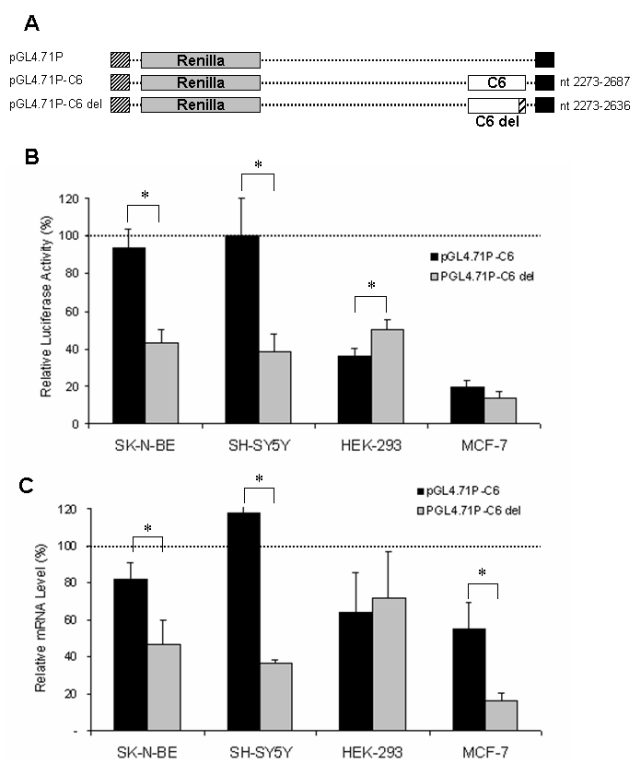 A
pGL4.71P
Renilla
pGL4.71P-C6
Renilla
C6
nt 2273-2687
pGL4.71P-C6 del
Renilla
nt 2273-2636
C6 del
B
Relative Luciferase Activity (%)
120
100
80
60
40
20
0
*
*
*
pGL4.71P-C6
PGL4.71P-C6 del
SK-N-BE
SH-SY5Y
HEK-293
MCF-7
C
Relative mRNA Level (%)
120
100
80
60
40
20
-
*
*
*
pGL4.71P-C6
PGL4.71P-C6 del
SK-N-BE
SH-SY5Y
HEK-293
MCF-7